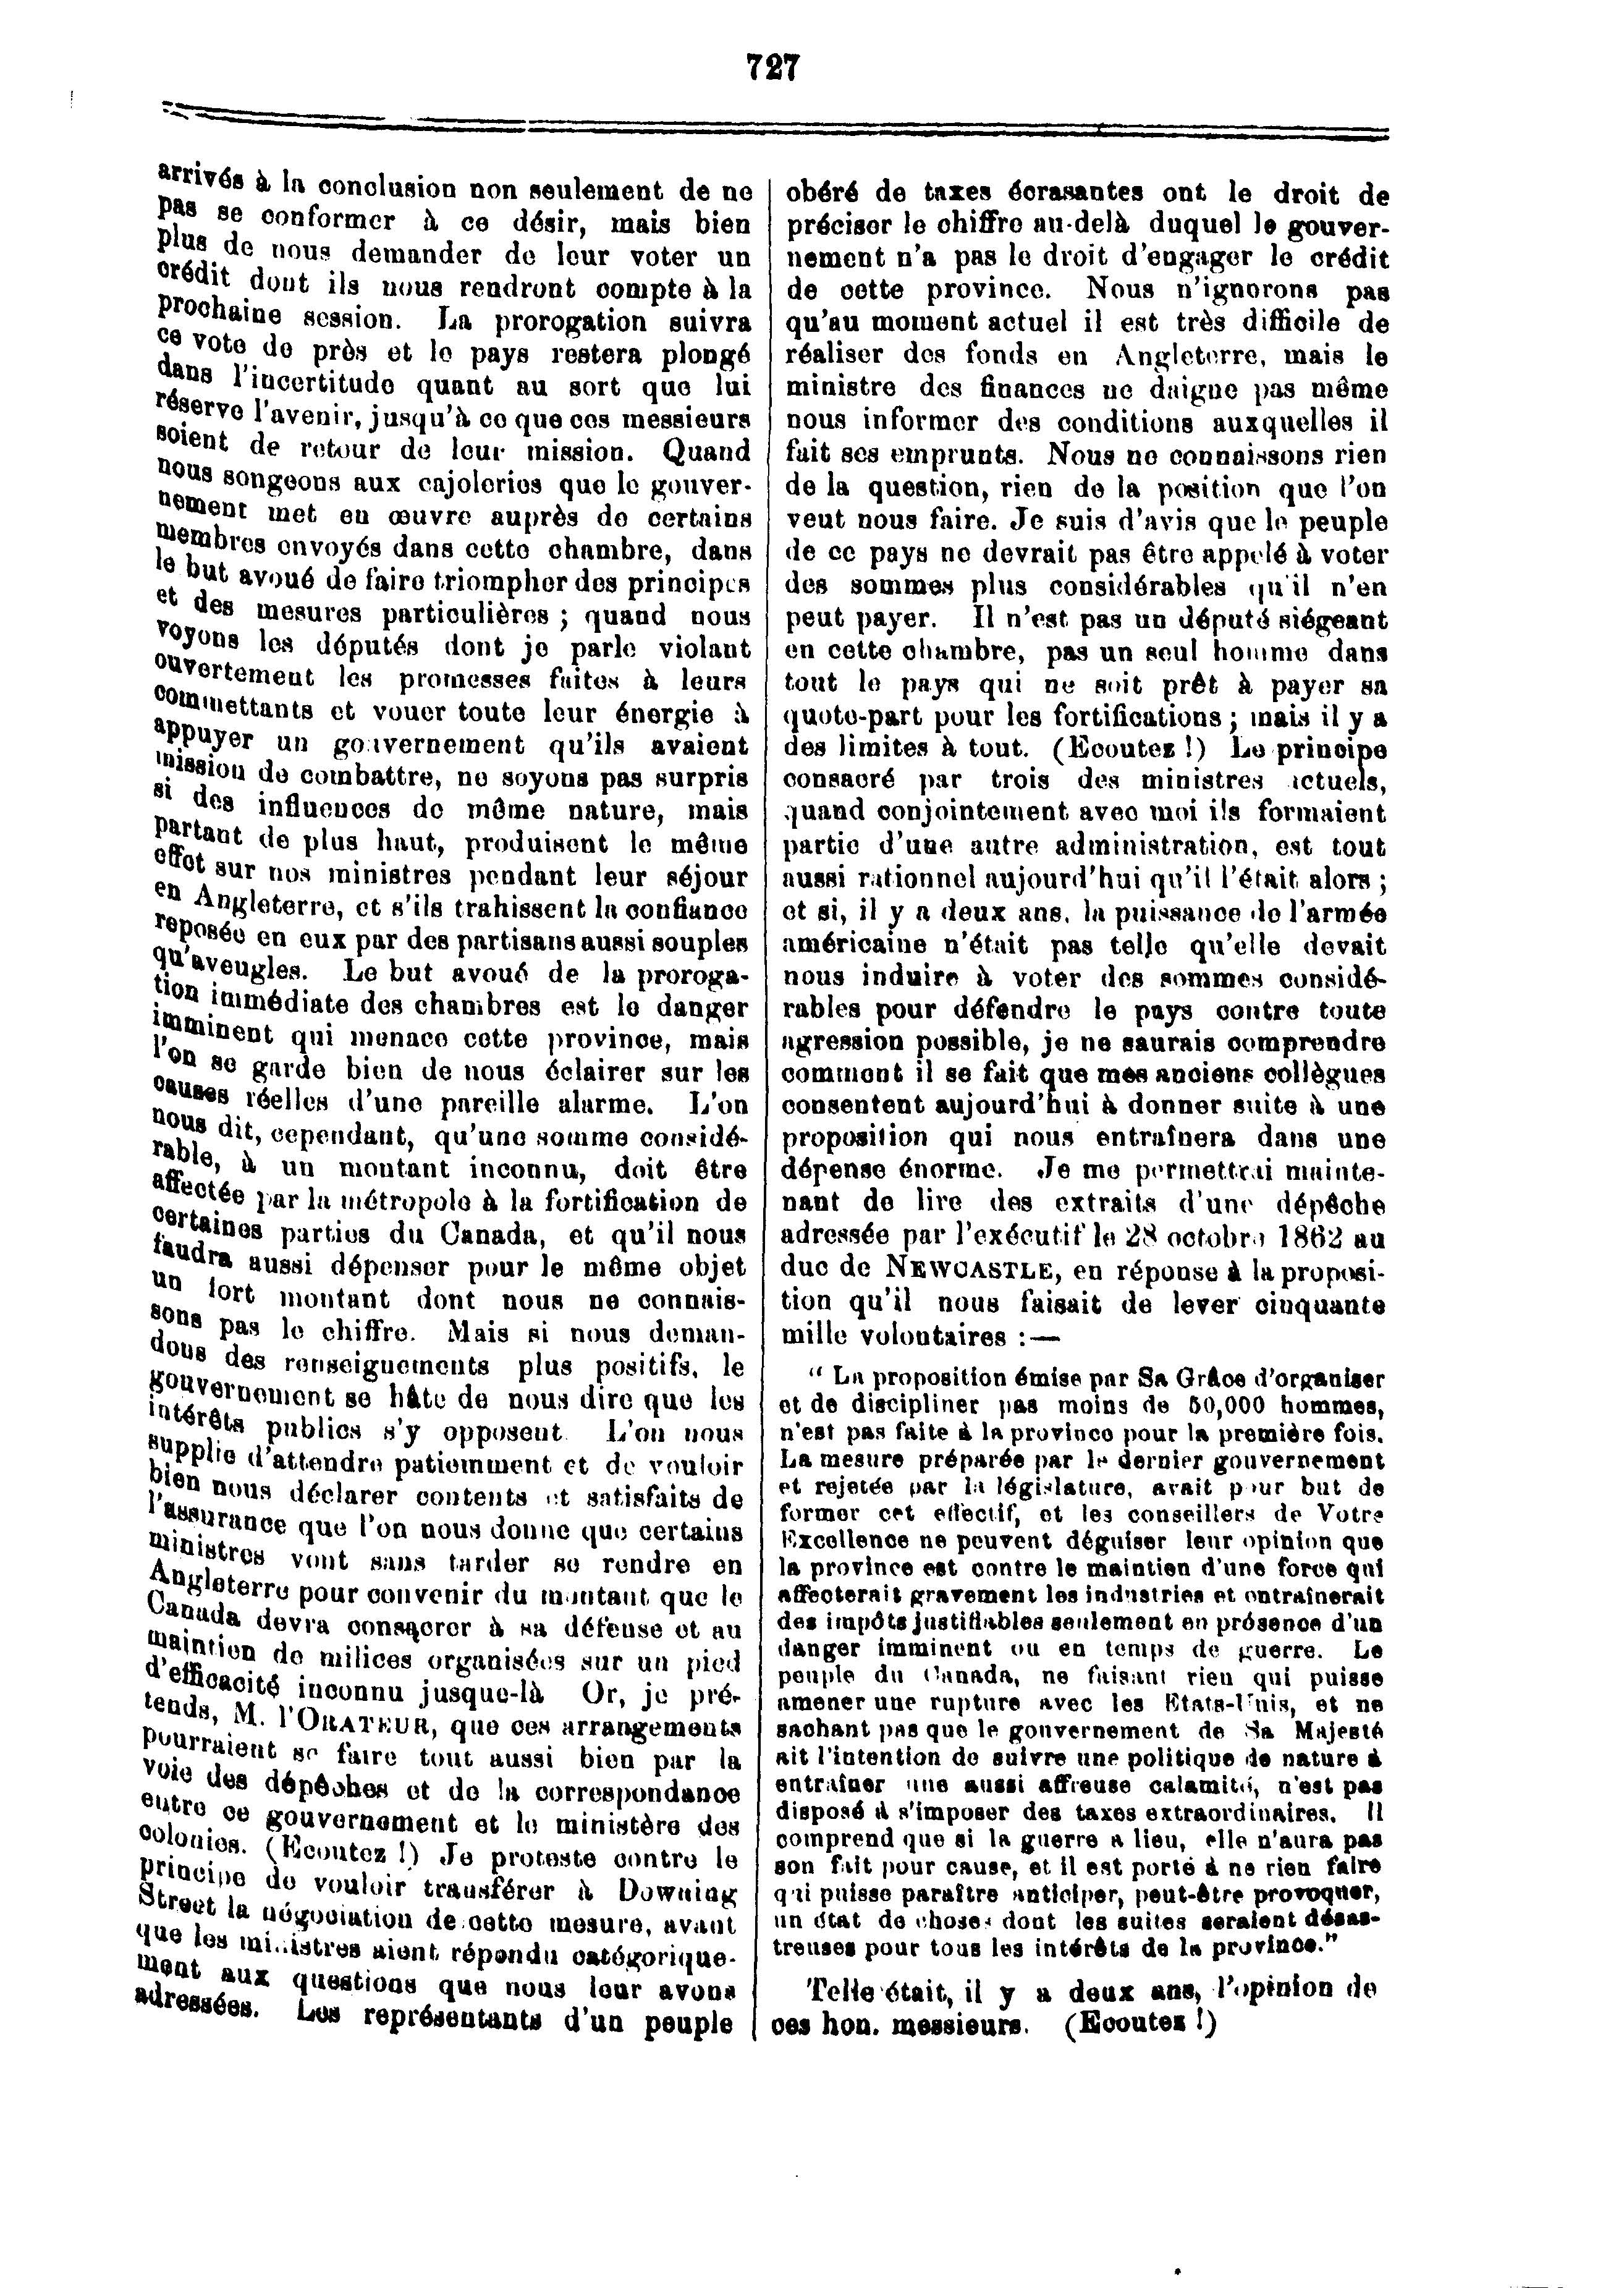 727
arrivés à la conclusion non seulement de ne
pas se conformer à ce désir, mais bien
plus de nous demander de leur voter un
crédit dont ils nous rendront compte à la
prochaine session. La prorogation suivra
ce vote de près et le pays restera plongé
dans l'incertitude quant au sort que lui
réserve l'avenir, jusqu'à ce que ces messieurs
soient de retour de leur mission. Quand
nous songeons aux cajoleries que le gouver-
nement met en œuvre auprès de certains
membres envoyés dans cette chambre, dans
le but avoué de faire triompher des principes
et des mesures particulières ; quand nous
voyons les députés dont je parle violant
ouvertement les promesses faites à leurs
commettants et vouer toute leur énergie à
appuyer un gouvernement qu'ils avaient
mission de combattre, ne soyons pas surpris
si des influences de même nature, mais
partant de plus haut, produisent le même
effet sur nos ministres pendant leur séjour
en Angleterre, et s'ils trahissent la confiance
reposée en eux par des partisans aussi souples
qu'aveugles. Le but avoué de la proroga-
tion immédiate des chambres est le danger
imminent qui menace cette province, mais
l'on se garde bien de nous éclairer sur les
causes réelles d'une pareille alarme. L'on
nous dit, cependant, qu'une somme considé-
rable, à un montant inconnu, doit être
affectée par la métropole à la fortification de
certaines parties du Canada, et qu'il nous
faudra aussi dépenser pour le même objet
un fort montant dont nous ne connais-
sons pas le chiffre. Mais si nous deman-
dons des renseignements plus positifs, le
gouvernement se hâte de nous dire que les
intérêts publics s'y opposent. L'on nous
supplie d'attendre patiemment et de vouloir
bien nous déclarer contents et satisfaits de
l'assurance que l'on nous donne que certains
ministres vont sans tarder se rendre en
Angleterre pour convenir du montant que le
Canada devra consacrer à sa défense et au
maintien de milices organisées sur un pied
d'efficacité inconnu jusque-là Or, je pré-
tends, M. l'ORATEUR, que ces arrangements
pourraient se faire tout aussi bien par la
voie des dépêches et de la correspondance
entre ce gouvernement et le ministère des
colonies. (Ecoutez !) Je proteste contre le
principe de vouloir transférer à Downing
Street la négociation de cette mesure, avant
que les ministres aient répondu catégorique-
ment aux questions que nous leur avons
adressées. Les représentants d'un peuple
obéré de taxes écrasantes ont le droit de
préciser le chiffre au-delà duquel le gouver-
nement n'a pas le droit d'engager le crédit
de cette province. Nous n'ignorons pas
qu'au moment actuel il est très difficile de
réaliser des fonds en Angleterre, mais le
ministre des finances ne daigne pas même
nous informer des conditions auxquelles il
fait ses emprunts. Nous ne connaissons rien
de la question, rien de la position que l'on
veut nous faire. Je suis d'avis que le peuple
de ce pays ne devrait pas être appelé à voter
des sommes plus considérables qu'il n'en
peut payer. Il n'est pas un député siégeant
en cette chambre, pas un seul homme dans
tout le pays qui ne soit prêt à payer sa
quote-part pour les fortifications ; mais il y a
des limites à tout. (Ecoutez !) Le principe
consacré par trois des ministres actuels,
quand conjointement avec moi ils formaient
partie d'une autre administration, est tout
aussi rationnel aujourd'hui qu'il l'était alors ;
et si, il y a deux ans, la puissance de l'armée
américaine n'était pas telle qu'elle devait
nous induire à voter des sommes considé-
rables pour défendre le pays contre toute
agression possible, je ne saurais comprendre
comment il se fait que mes anciens collègues
consentent aujourd'hui à donner suite à une
proposition qui nous entraînera dans une
dépense énorme. Je me permettrai mainte-
nant de lire des extraits d'une dépêche
adressée par l'exécutif le 28 octobre 1862 au
duc de NEWCASTLE, en réponse à la proposi-
tion qu'il nous faisait de lever cinquante
mille volontaires :—
“ La proposition émise par Sa Grâce d'organiser
et de discipliner pas moins de 50,000 hommes,
n'est pas faite à la province pour la première fois.
La mesure préparée par le dernier gouvernement
et rejetée par la législature, avait pour but de
former cet effectif, et les conseillers de Votre
Excellence ne peuvent déguiser leur opinion que
la province est contre le maintien d'une force qui
affecterait gravement les industries et entraînerait
des impôts justifiables seulement en présence d'un
danger imminent ou en temps de guerre. Le
peuple du Canada, ne faisant rien qui puisse
amener une rupture avec les Etats-Unis, et ne
sachant pas que le gouvernement de Sa Majesté
ait l'intention de suivre une politique de nature à
entraîner une aussi affreuse calamité, n'est pas
disposé à s'imposer des taxes extraordinaires. Il
comprend que si la guerre a lieu, elle n'aura pas
son fait pour cause, et il est porté à ne rien faire
qui puisse paraître anticiper, peut-être provoquer,
un état de choses dont les suites seraient désas-
treuses pour tous les intérêts de la province.”
Telle était, il y a deux ans, l'opinion de
ces hon. messieurs. (Ecoutez !)